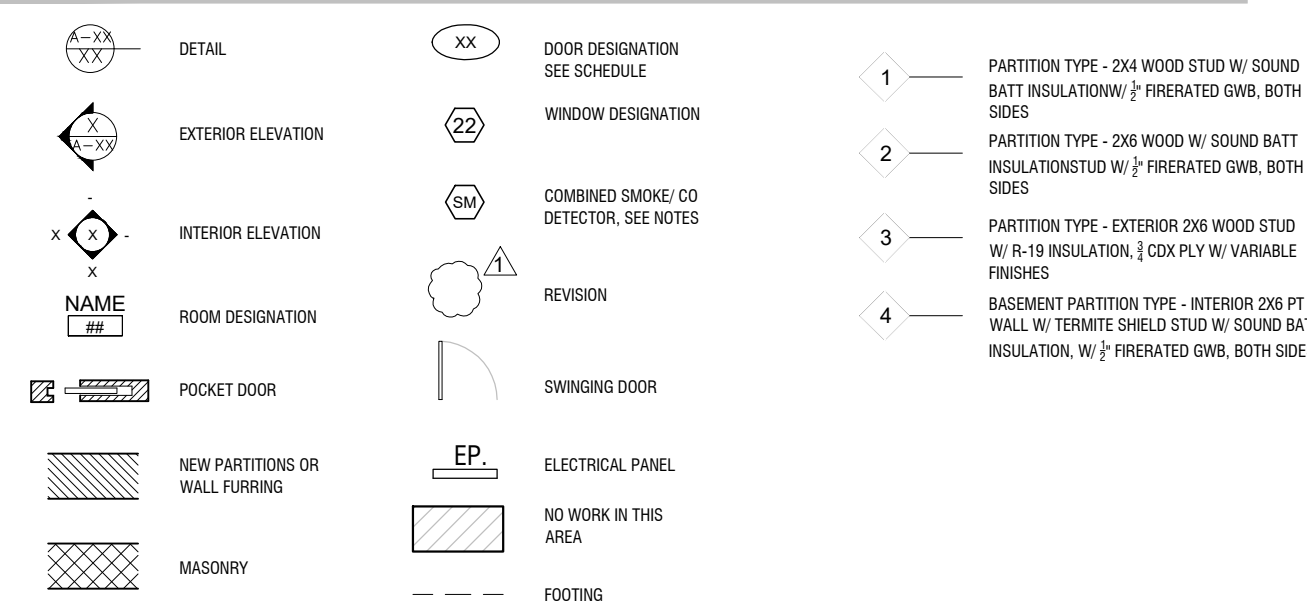 A-XX
XX
DETAIL
X
A-XX
EXTERIOR ELEVATION
-
X
X
-
X
INTERIOR ELEVATION
NAME
##
ROOM DESIGNATION
POCKET DOOR
NEW PARTITIONS OR
WALL FURRING
MASONRY
XX
DOOR DESIGNATION
SEE SCHEDULE
22
WINDOW DESIGNATION
SM
COMBINED SMOKE/ CO
DETECTOR, SEE NOTES
1
REVISION
SWINGING DOOR
EP.
ELECTRICAL PANEL
NO WORK IN THIS
AREA
FOOTING
1
PARTITION TYPE - 2X4 WOOD STUD W/ SOUND
BATT INSULATIONW/ 1/2" FIRERATED GWB, BOTH
SIDES
2
PARTITION TYPE - 2X6 WOOD W/ SOUND BATT
INSULATIONSTUD W/ 1/2" FIRERATED GWB, BOTH
SIDES
3
PARTITION TYPE - EXTERIOR 2X6 WOOD STUD
W/ R-19 INSULATION, 3/4 CDX PLY W/ VARIABLE
FINISHES
4
BASEMENT PARTITION TYPE - INTERIOR 2X6 PT
WALL W/ TERMITE SHIELD STUD W/ SOUND BAT
INSULATION, W/ 1/2" FIRERATED GWB, BOTH SIDE